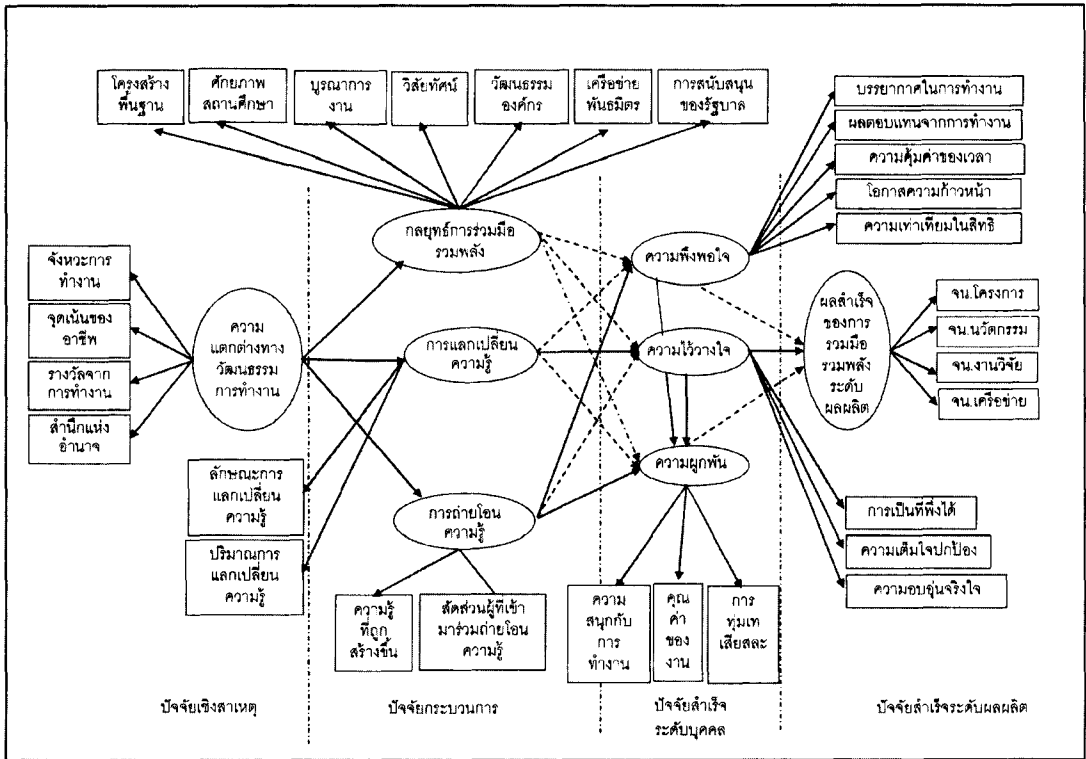 โครงสร้าง
พื้นฐาน
ศักยภาพ
สถานศึกษา
บูรณาการ
งาน
วิสัยทัศน์
วัฒนธรรม
องค์กร
เครือข่าย
พันธมิตร
การสนับสนุน
ของรัฐบาล
บรรยากาศในการทำงาน
ผลตอบแทนจากการทำงาน
ความคุ้มค่าของเวลา
โอกาสความก้าวหน้า
ความเท่าเทียมในสิทธิ
กลยุทธ์การร่วมมือ
รวมพลัง
ความพึงพอใจ
จังหวะการ
ทำงาน
จุดเน้นของ
อาชีพ
รางวัลจาก
การทำงาน
สำนึกแห่ง
อำนาจ
ความ
แตกต่างทาง
วัฒนธรรม
การทำงาน
การแลกเปลี่ยน
ความรู้
ความไว้วางใจ
ผลสำเร็จ
ของการ
รวมมือ
รวมพลัง
ระดับ
ผลผลิต
จน.โครงการ
จน.นวัตกรรม
จน.งานวิจัย
จน.เครือข่าย
ความผูกพัน
ลักษณะการ
แลกเปลี่ยน
ความรู้
ปริมาณการ
แลกเปลี่ยน
ความรู้
การถ่ายโอน
ความรู้
การเป็นที่พึ่งได้
ความเต็มใจปกป้อง
ความอบอุ่นจริงใจ
ความรู้
ที่ถูก
สร้างขึ้น
สัดส่วนผู้ที่เข้า
มาร่วมถ่ายโอน
ความรู้
ความ
สนุกกับ
การ
ทำงาน
คุณ
ค่า
ของ
งาน
การ
ทุ่มเท
เสียสละ
ปัจจัยเชิงสาเหตุ
ปัจจัยกระบวนการ
ปัจจัยสำเร็จ
ระดับบุคคล
ปัจจัยสำเร็จระดับผลผลิต